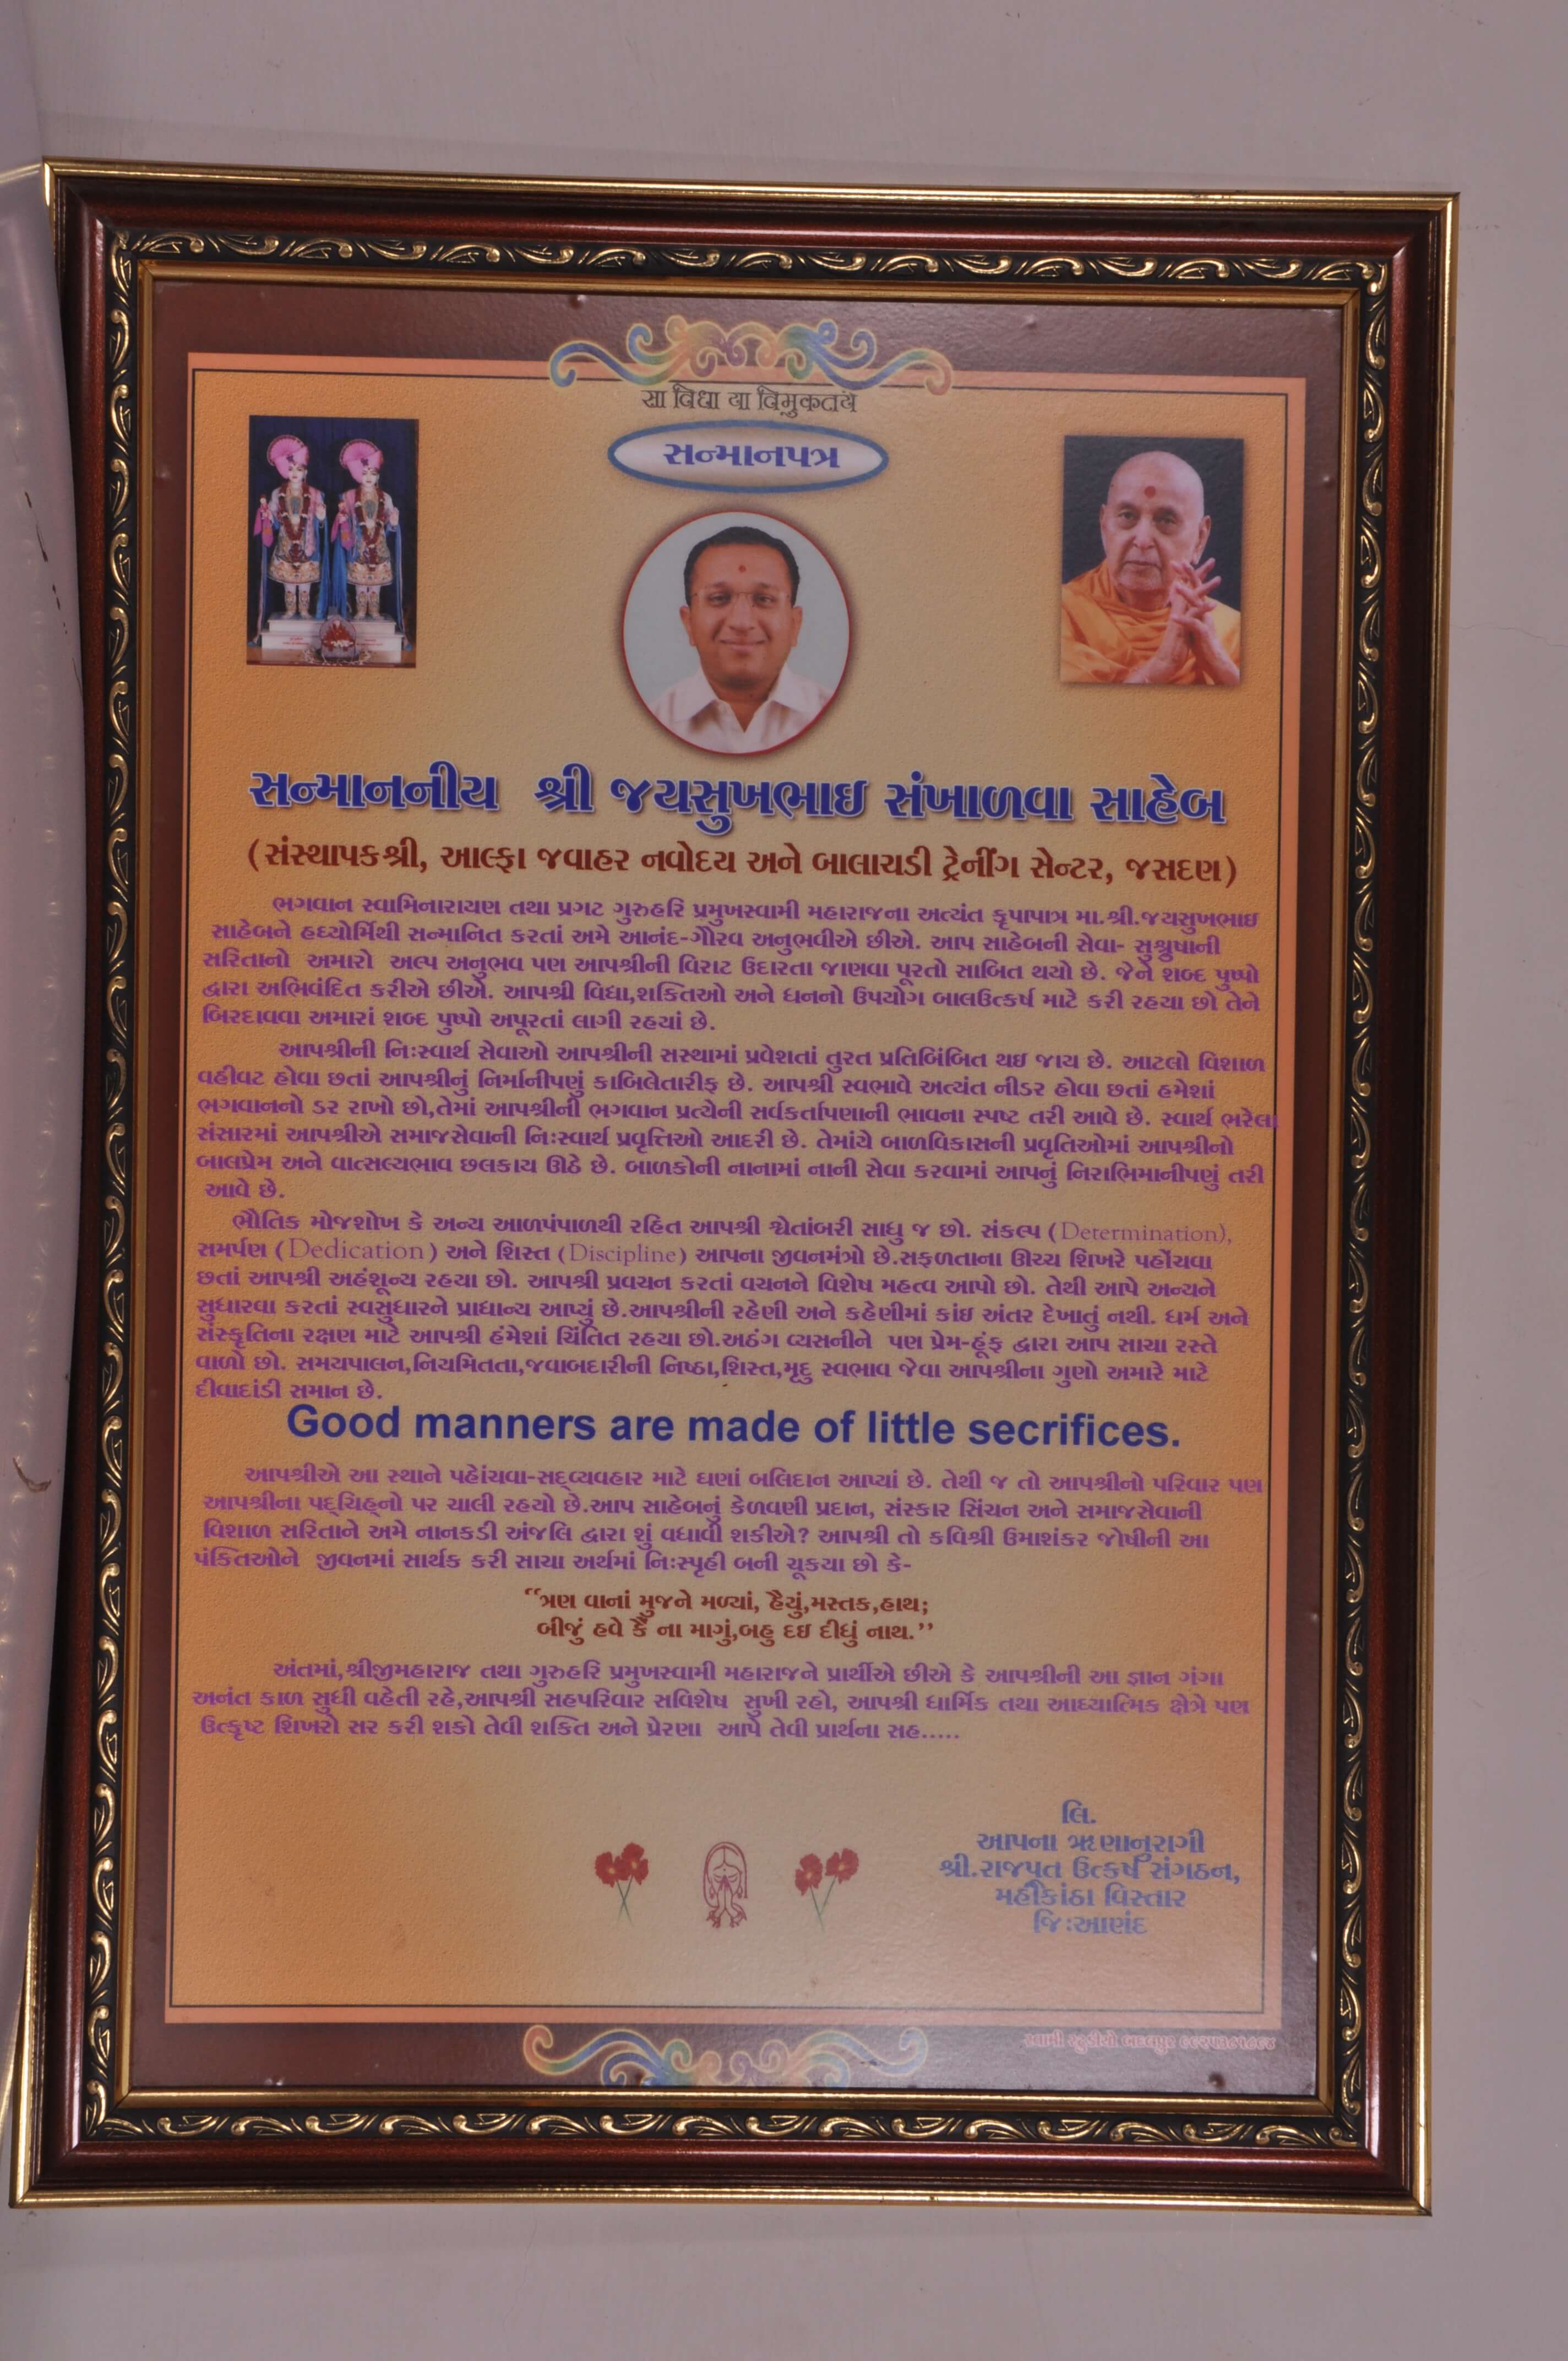 सा विद्या या विमुकतये
સન્માનપત્ર
સન્માનનીય શ્રી જયસુખભાઇ સંખાળવા સાહેબ
(સંસ્થાપકશ્રી, આલ્ફા જવાહર નવોદય અને બાલાચડી ટ્રેનીંગ સેન્ટર, જસદણ)
ભગવાન સ્વામિનારાયણ તથા પ્રગટ ગુરુહરિ પ્રમુખસ્વામી મહારાજના અત્યંત કૃપાપાત્ર મા.શ્રી.જયસુખભાઇ
સાહેબને હૃદયોર્મિથી સન્માનિત કરતાં અમે આનંદ-ગૌરવ અનુભવીએ છીએ. આપ સાહેબની સેવા- સુશ્રુષાની
સરિતાનો અમારો અલ્પ અનુભવ પણ આપશ્રીની વિરાટ ઉદારતા જાણવા પૂરતો સાબિત થયો છે. જેને શબ્દ પુષ્પો
દ્વારા અભિવંદિત કરીએ છીએ. આપશ્રી વિદ્યા,શક્તિઓ અને ધનનો ઉપયોગ બાલઉત્કર્ષ માટે કરી રહયા છો તેને
બિરદાવવા અમારાં શબ્દ પુષ્પો અપૂરતાં લાગી રહયાં છે.
આપશ્રીની નિઃસ્વાર્થ સેવાઓ આપશ્રીની સસ્થામાં પ્રવેશતાં તુરત પ્રતિબિંબિત થઇ જાય છે. આટલો વિશાળ
વહીવટ હોવા છતાં આપશ્રીનું નિર્માનીપણું કાબિલેતારીફ છે. આપશ્રી સ્વભાવે અત્યંત નીડર હોવા છતાં હમેશાં
ભગવાનનો ડર રાખો છો,તેમાં આપશ્રીની ભગવાન પ્રત્યેની સર્વકર્તાપણાની ભાવના સ્પષ્ટ તરી આવે છે. સ્વાર્થ ભરેલા
સંસારમાં આપશ્રીએ સમાજસેવાની નિઃસ્વાર્થ પ્રવૃત્તિઓ આદરી છે. તેમાંયે બાળવિકાસની પ્રવૃતિઓમાં આપશ્રીનો
બાલપ્રેમ અને વાત્સલ્યભાવ છલકાય ઊઠે છે. બાળકોની નાનામાં નાની સેવા કરવામાં આપનું નિરાભિમાનીપણું તરી
આવે છે.
ભૌતિક મોજશોખ કે અન્ય આળપંપાળથી રહિત આપશ્રી શ્વેતાંબરી સાધુ જ છો. સંકલ્પ (Determination),
સમર્પણ (Dedication) અને શિસ્ત (Discipline) આપના જીવનમંત્રો છે.સફળતાના ઊચ્ચ શિખરે પહોંચવા
છતાં આપશ્રી અહંશૂન્ય રહયા છો. આપશ્રી પ્રવચન કરતાં વચનને વિશેષ મહત્વ આપો છો. તેથી આપે અન્યને
સુધારવા કરતાં સ્વસુધારને પ્રાધાન્ય આપ્યું છે.આપશ્રીની રહેણી અને કહેણીમાં કાંઇ અંતર દેખાતું નથી. ધર્મ અને
સંસ્કૃતિના રક્ષણ માટે આપશ્રી હંમેશાં ચિંતિત રહયા છો.અઠંગ વ્યસનીને પણ પ્રેમ-હૂંફ દ્વારા આપ સાચા રસ્તે
વાળો છો. સમયપાલન,નિયમિતતા,જવાબદારીની નિષ્ઠા,શિસ્ત,મૃદુ સ્વભાવ જેવા આપશ્રીના ગુણો અમારે માટે
દીવાદાંડી સમાન છે.
Good manners are made of little secrifices.
આપશ્રીએ આ સ્થાને પહોંચવા-સદ્‌વ્યવહાર માટે ઘણાં બલિદાન આપ્યાં છે. તેથી જ તો આપશ્રીનો પરિવાર પણ
આપશ્રીના પદ્‌ચિહ્‌નો પર ચાલી રહયો છે.આપ સાહેબનું કેળવણી પ્રદાન, સંસ્કાર સિંચન અને સમાજસેવાની
વિશાળ સરિતાને અમે નાનકડી અંજલિ દ્વારા શું વધાવી શકીએ? આપશ્રી તો કવિશ્રી ઉમાશંકર જોષીની આ
પંકિતઓને જીવનમાં સાર્થક કરી સાચા અર્થમાં નિઃસ્પૃહી બની ચૂકયા છો કે-
“ત્રણ વાનાં મુજને મળ્યાં, હૈયું,મસ્તક,હાથ;
બીજું હવે કૈં ના માગું,બહુ દઇ દીધું નાથ.”
અંતમાં,શ્રીજીમહારાજ તથા ગુરુહરિ પ્રમુખસ્વામી મહારાજને પ્રાર્થીએ છીએ કે આપશ્રીની આ જ્ઞાન ગંગા
અનંત કાળ સુધી વહેતી રહે,આપશ્રી સહપરિવાર સવિશેષ સુખી રહો, આપશ્રી ધાર્મિક તથા આધ્યાત્મિક ક્ષેત્રે પણ
ઉત્કૃષ્ટ શિખરો સર કરી શકો તેવી શક્તિ અને પ્રેરણા આપે તેવી પ્રાર્થના સહ.....
લિ.
આપના ઋણાનુરાગી
શ્રી.રાજપૂત ઉત્કર્ષ સંગઠન,
મહીકાંઠા વિસ્તાર
જિ:આણંદ
સ્વામી સ્ટુડીયો બદલપુર